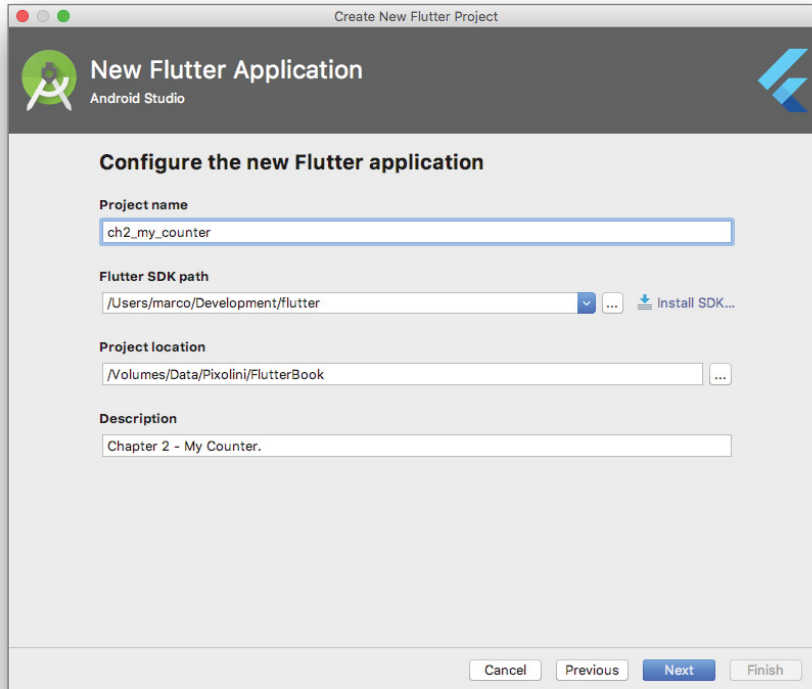 Create New Flutter Project
New Flutter Application
Android Studio
Configure the new Flutter application
Project name
ch2_my_counter
Flutter SDK path
/Users/marco/Development/flutter
...
Install SDK...
Project location
/Volumes/Data/Pixolini/FlutterBook
...
Description
Chapter 2 - My Counter.
Cancel Previous Next Finish